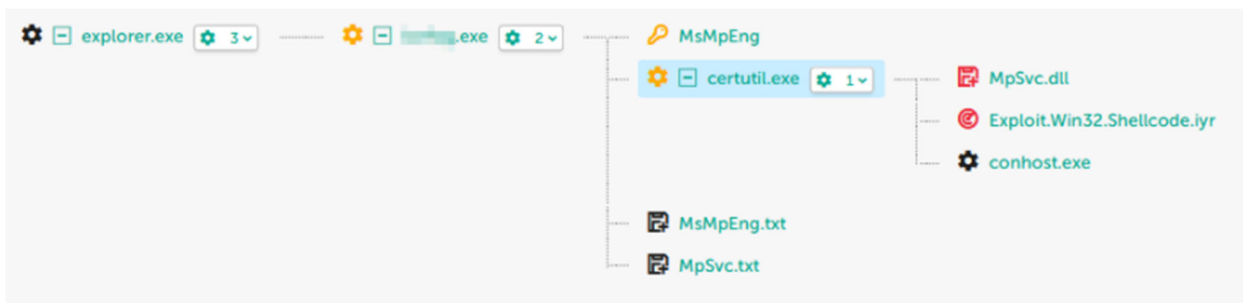 explorer.exe 3 .exe 2 MsMpEng
certutil.exe 1 MpSvc.dll
Exploit.Win32.Shellcode.iyr
conhost.exe
MsMpEng.txt
MpSvc.txt